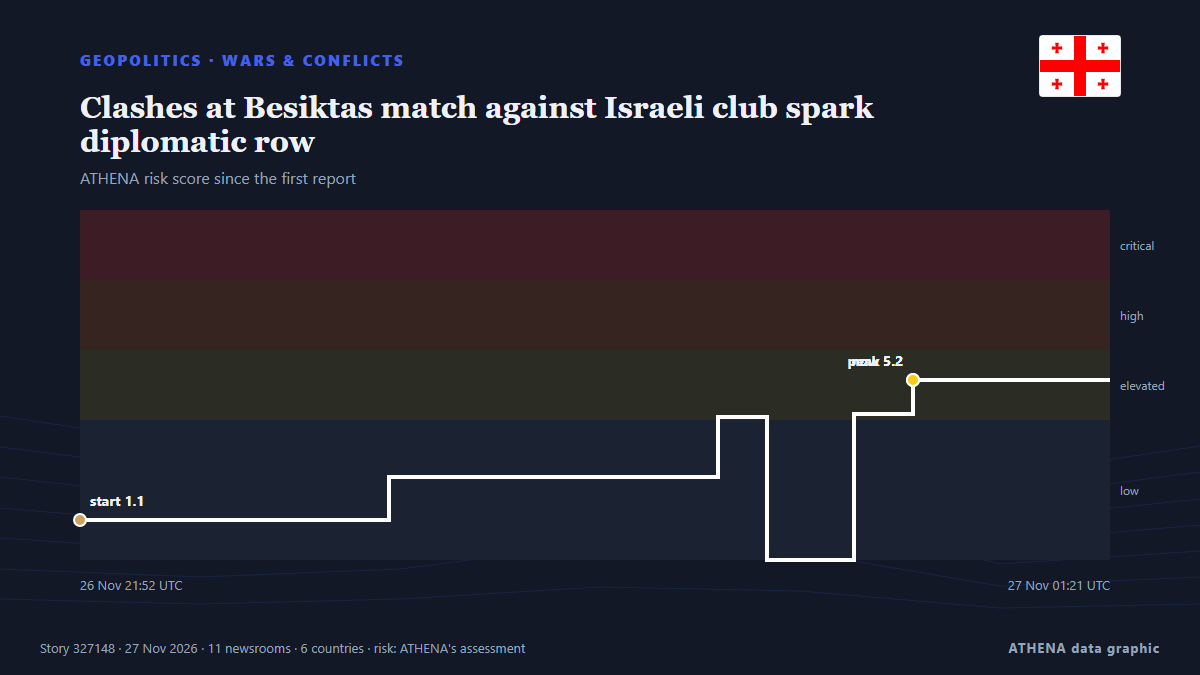 GEOPOLITICS · WARS & CONFLICTS
Clashes at Besiktas match against Israeli club spark
diplomatic row
ATHENA risk score since the first report
critical
high
peak 5.2
elevated
low
start 1.1
26 Nov 21:52 UTC
27 Nov 01:21 UTC
Story 327148 · 27 Nov 2026 · 11 newsrooms · 6 countries · risk: ATHENA's assessment
ATHENA data graphic